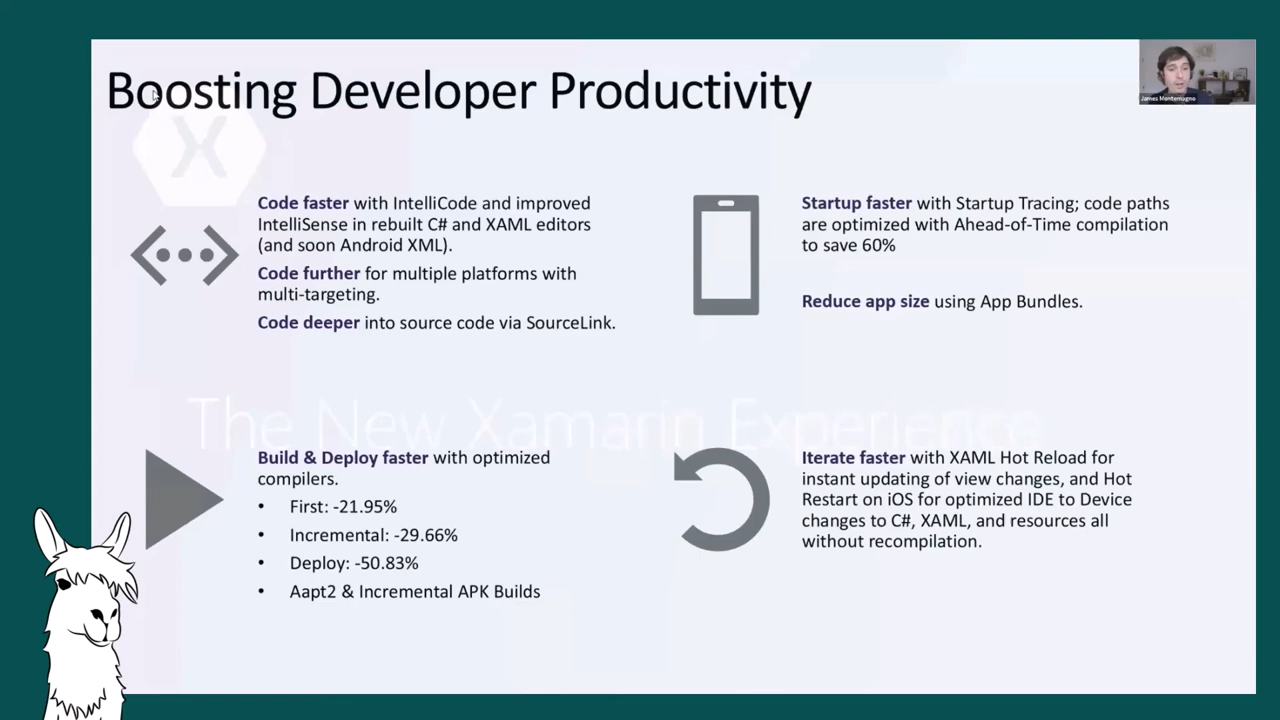 Boosting Developer Productivity
James Montemagno
X
Code faster with IntelliCode and improved
IntelliSense in rebuilt C# and XAML editors
(and soon Android XML).
Code further for multiple platforms with
multi-targeting.
Code deeper into source code via SourceLink.
Startup faster with Startup Tracing; code paths
are optimized with Ahead-of-Time compilation
to save 60%
Reduce app size using App Bundles.
The New Xamarin Experience
Build & Deploy faster with optimized
compilers.
• First: -21.95%
• Incremental: -29.66%
• Deploy: -50.83%
• Aapt2 & Incremental APK Builds
Iterate faster with XAML Hot Reload for
instant updating of view changes, and Hot
Restart on iOS for optimized IDE to Device
changes to C#, XAML, and resources all
without recompilation.